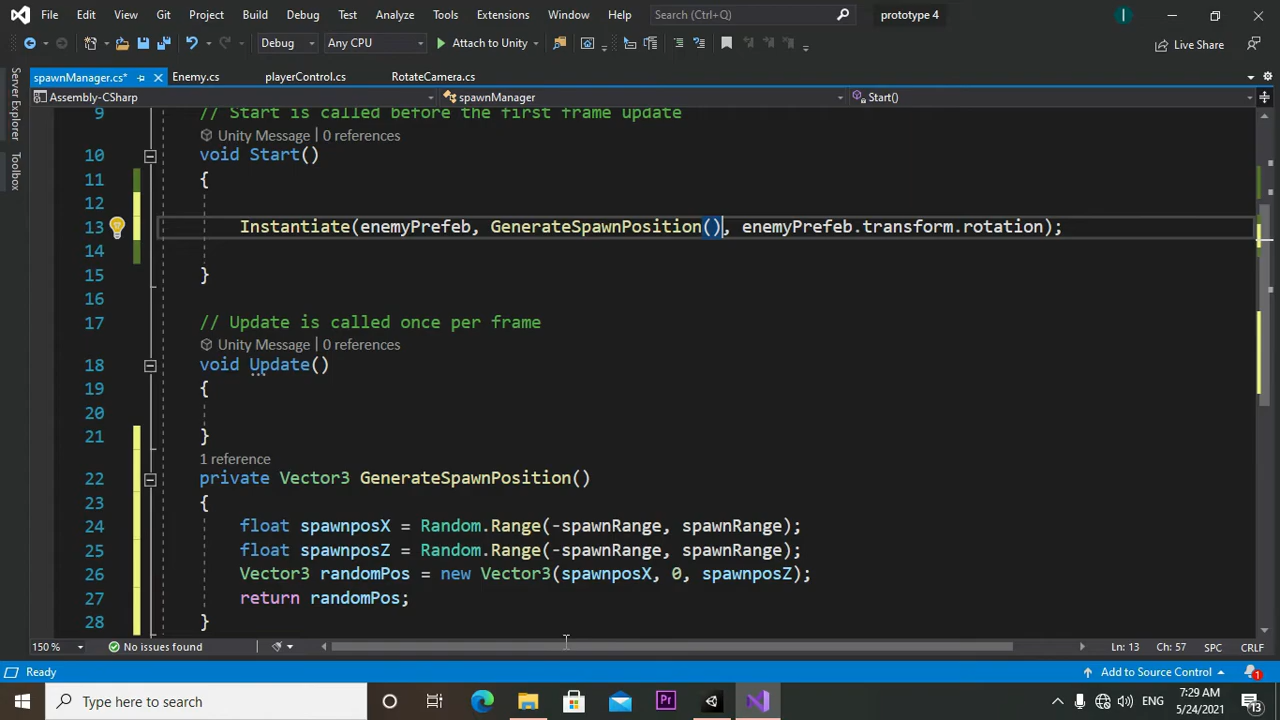 File Edit View Git Project Build Debug Test Analyze Tools Extensions Window Help Search (Ctrl+Q) prototype 4 I
Debug Any CPU Attach to Unity Live Share
spawnManager.cs* Enemy.cs playerControl.cs RotateCamera.cs
Assembly-CSharp spawnManager Start()
Server Explorer
Toolbox
9 // Start is called before the first frame update
Unity Message | 0 references
10 void Start()
11 {
12
13 Instantiate(enemyPrefeb, GenerateSpawnPosition(), enemyPrefeb.transform.rotation);
14
15 }
16
17 // Update is called once per frame
Unity Message | 0 references
18 void Update()
19 {
20
21 }
1 reference
22 private Vector3 GenerateSpawnPosition()
23 {
24 float spawnposX = Random.Range(-spawnRange, spawnRange);
25 float spawnposZ = Random.Range(-spawnRange, spawnRange);
26 Vector3 randomPos = new Vector3(spawnposX, 0, spawnposZ);
27 return randomPos;
28 }
150 % No issues found Ln: 13 Ch: 57 SPC CRLF
Ready Add to Source Control 1
Type here to search Pr ENG 7:29 AM 5/24/2021 13